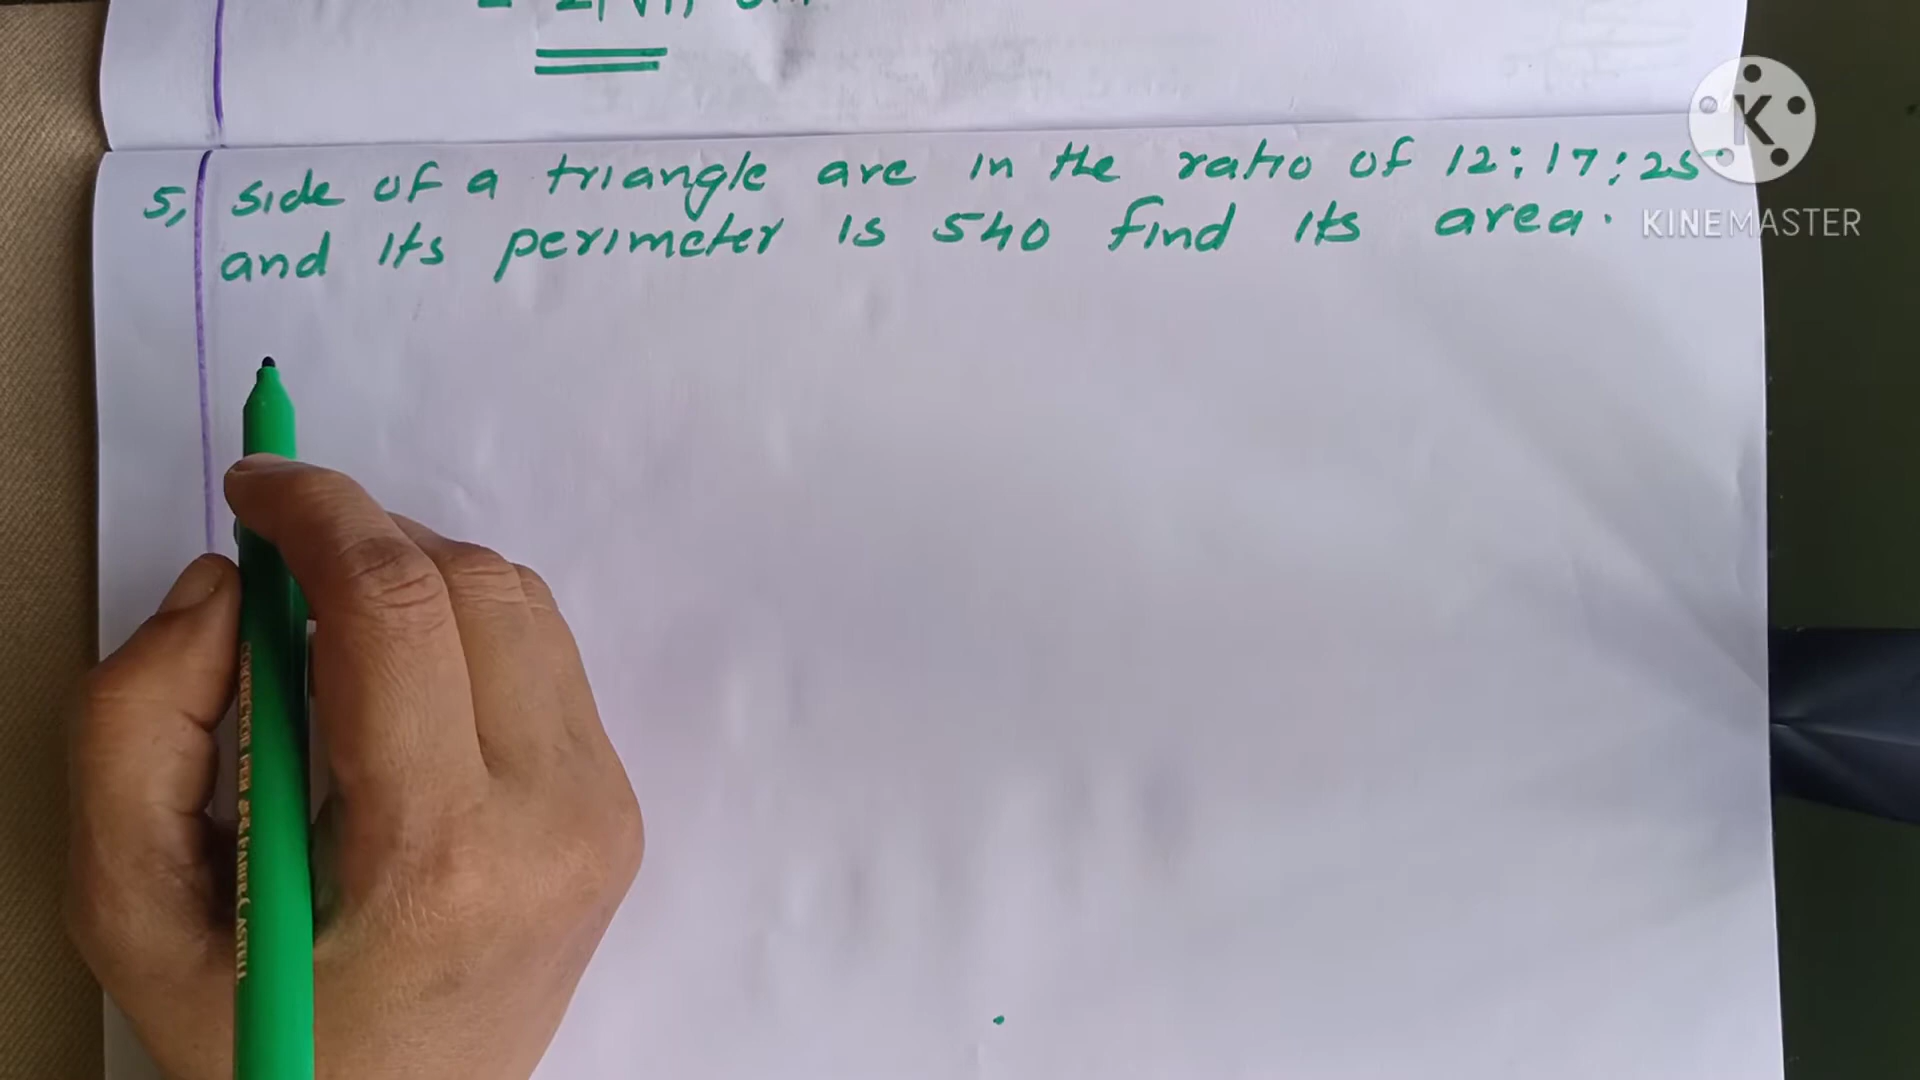 5, Side of a triangle are in the ratio of 12:17:25
and its perimeter is 540 find its area.
K
KINEMASTER